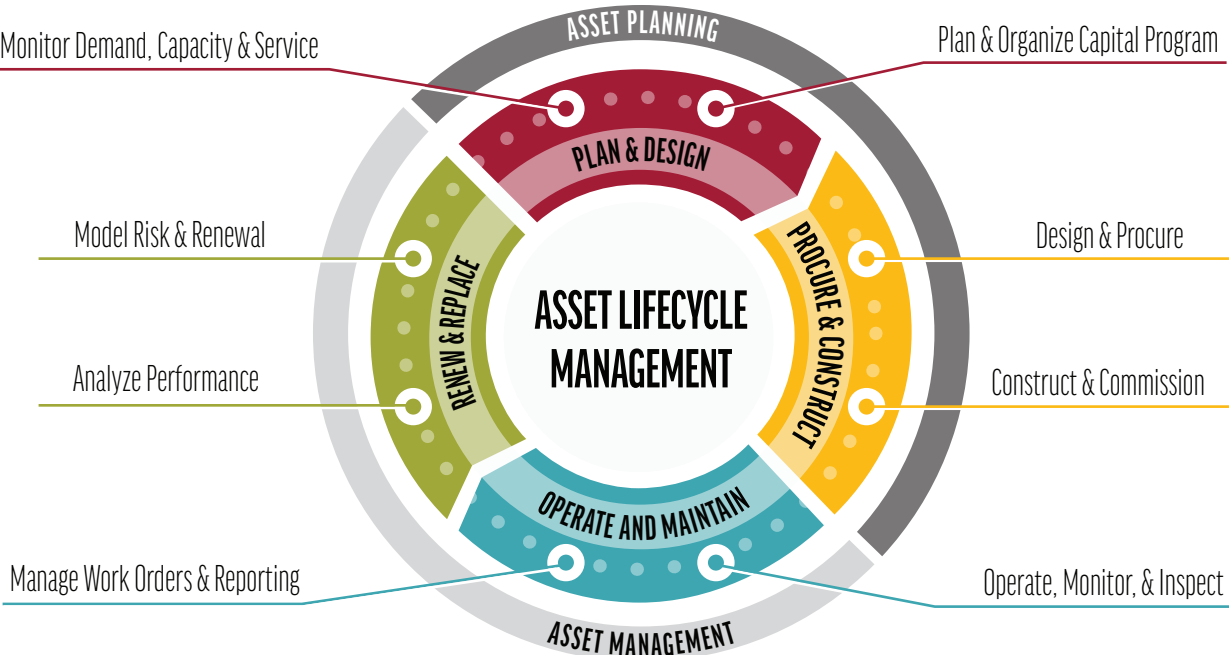 ASSET PLANNING
Monitor Demand, Capacity & Service
Plan & Organize Capital Program
PLAN & DESIGN
Model Risk & Renewal
Design & Procure
RENEW & REPLACE
ASSET LIFECYCLE
MANAGEMENT
PROCURE & CONSTRUCT
Analyze Performance
Construct & Commission
OPERATE AND MAINTAIN
Manage Work Orders & Reporting
Operate, Monitor, & Inspect
ASSET MANAGEMENT